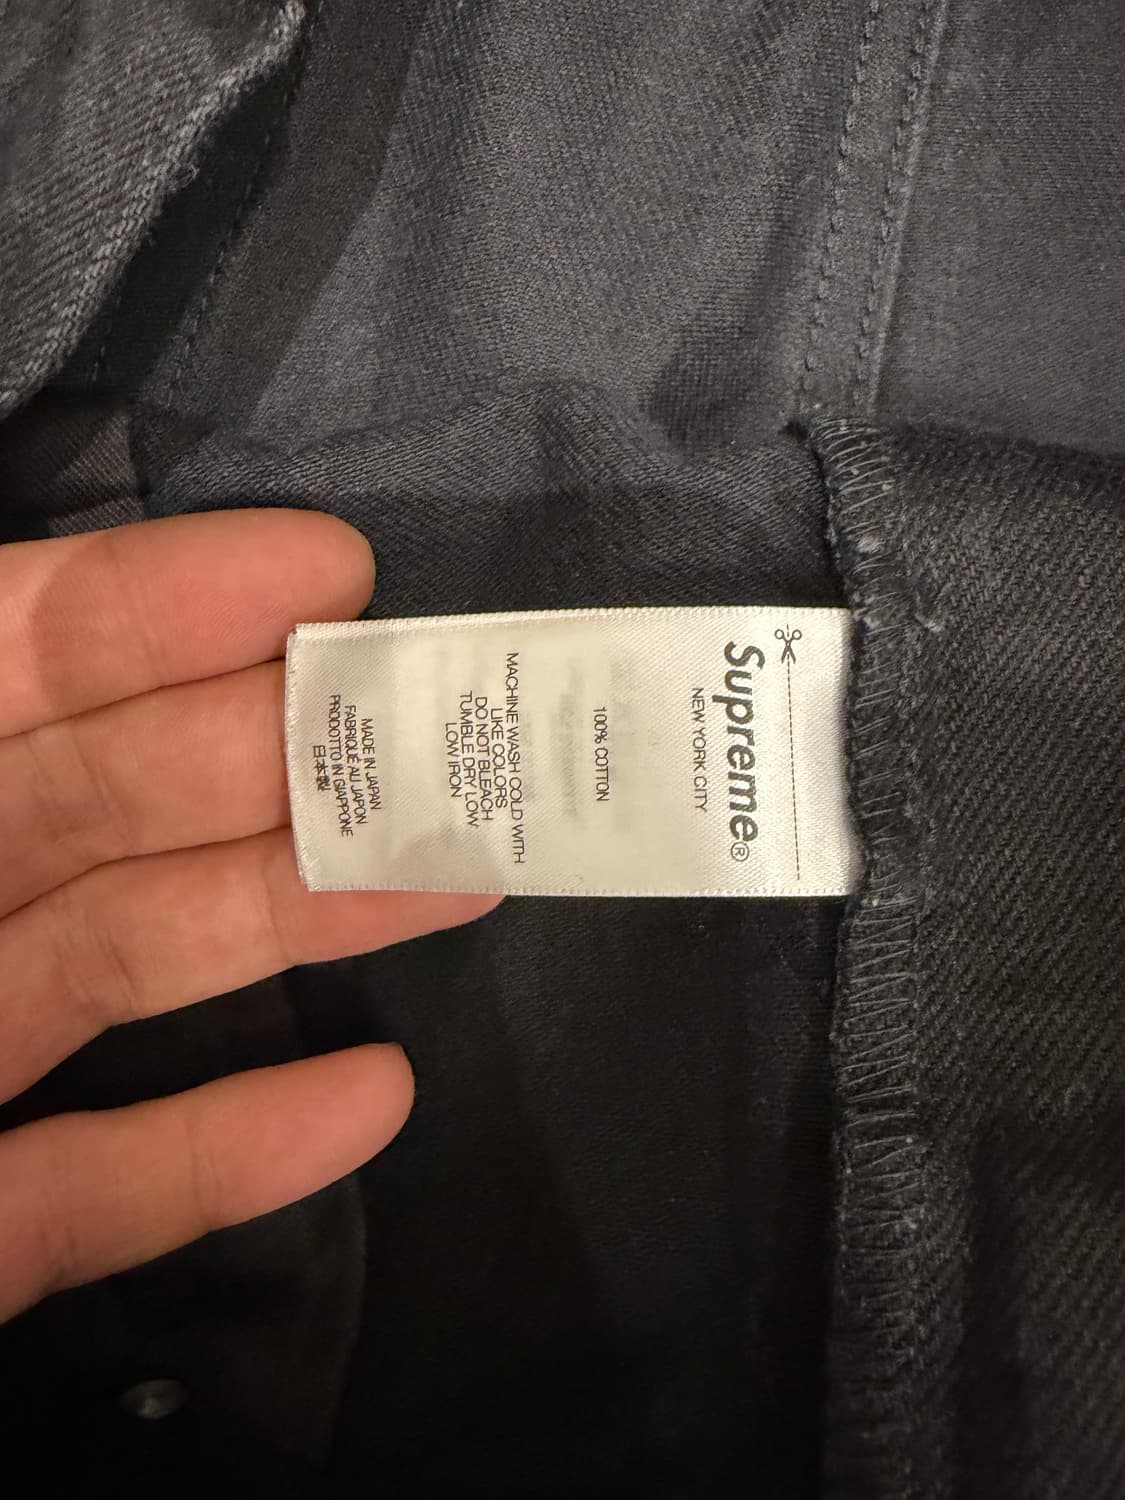 Supreme®
NEW YORK CITY
100% COTTON
MACHINE WASH COLD WITH
LIKE COLORS
DO NOT BLEACH
TUMBLE DRY LOW
LOW IRON
MADE IN JAPAN
FABRIQUÉ AU JAPON
PRODOTTO IN GIAPPONE
日本製